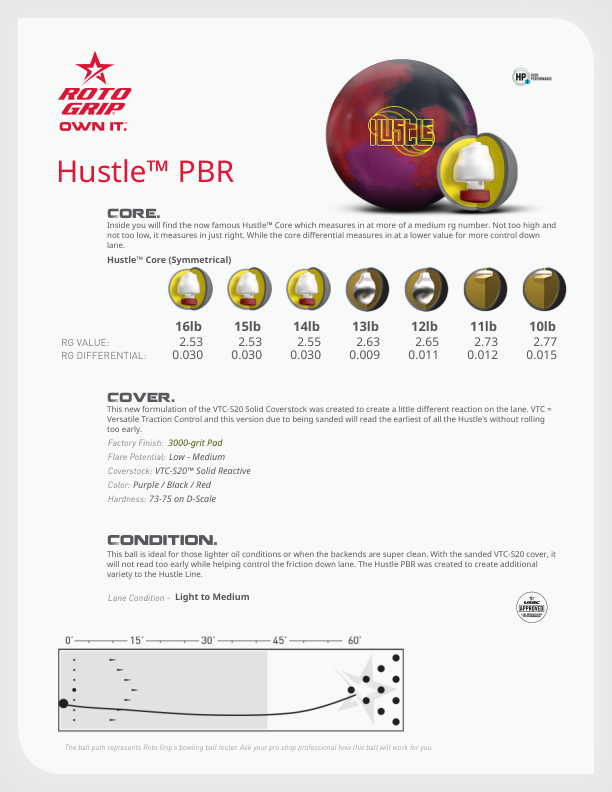 HP HIGH PERFORMANCE
ROTO
GRIP
OWN IT.
HUSTLE
Hustle™ PBR
CORE.
Inside you will find the now famous Hustle™ Core which measures in at more of a medium rg number. Not too high and
not too low, it measures in just right. While the core differential measures in at a lower value for more control down
lane.
Hustle™ Core (Symmetrical)
16lb 15lb 14lb 13lb 12lb 11lb 10lb
RG VALUE: 2.53 2.53 2.55 2.63 2.65 2.73 2.77
RG DIFFERENTIAL: 0.030 0.030 0.030 0.009 0.011 0.012 0.015
COVER.
This new formulation of the VTC-S20 Solid Coverstock was created to create a little different reaction on the lane. VTC =
Versatile Traction Control and this version due to being sanded will read the earliest of all the Hustle's without rolling
too early.
Factory Finish: 3000-grit Pad
Flare Potential: Low - Medium
Coverstock: VTC-S20™ Solid Reactive
Color: Purple / Black / Red
Hardness: 73-75 on D-Scale
CONDITION.
This ball is ideal for those lighter oil conditions or when the backends are super clean. With the sanded VTC-S20 cover, it
will not read too early while helping control the friction down lane. The Hustle PBR was created to create additional
variety to the Hustle Line.
Lane Condition - Light to Medium
USBC
APPROVED
0' 15' 30' 45' 60'
The ball path represents Roto Grip's bowling ball tester. Ask your pro shop professional how this ball will work for you.